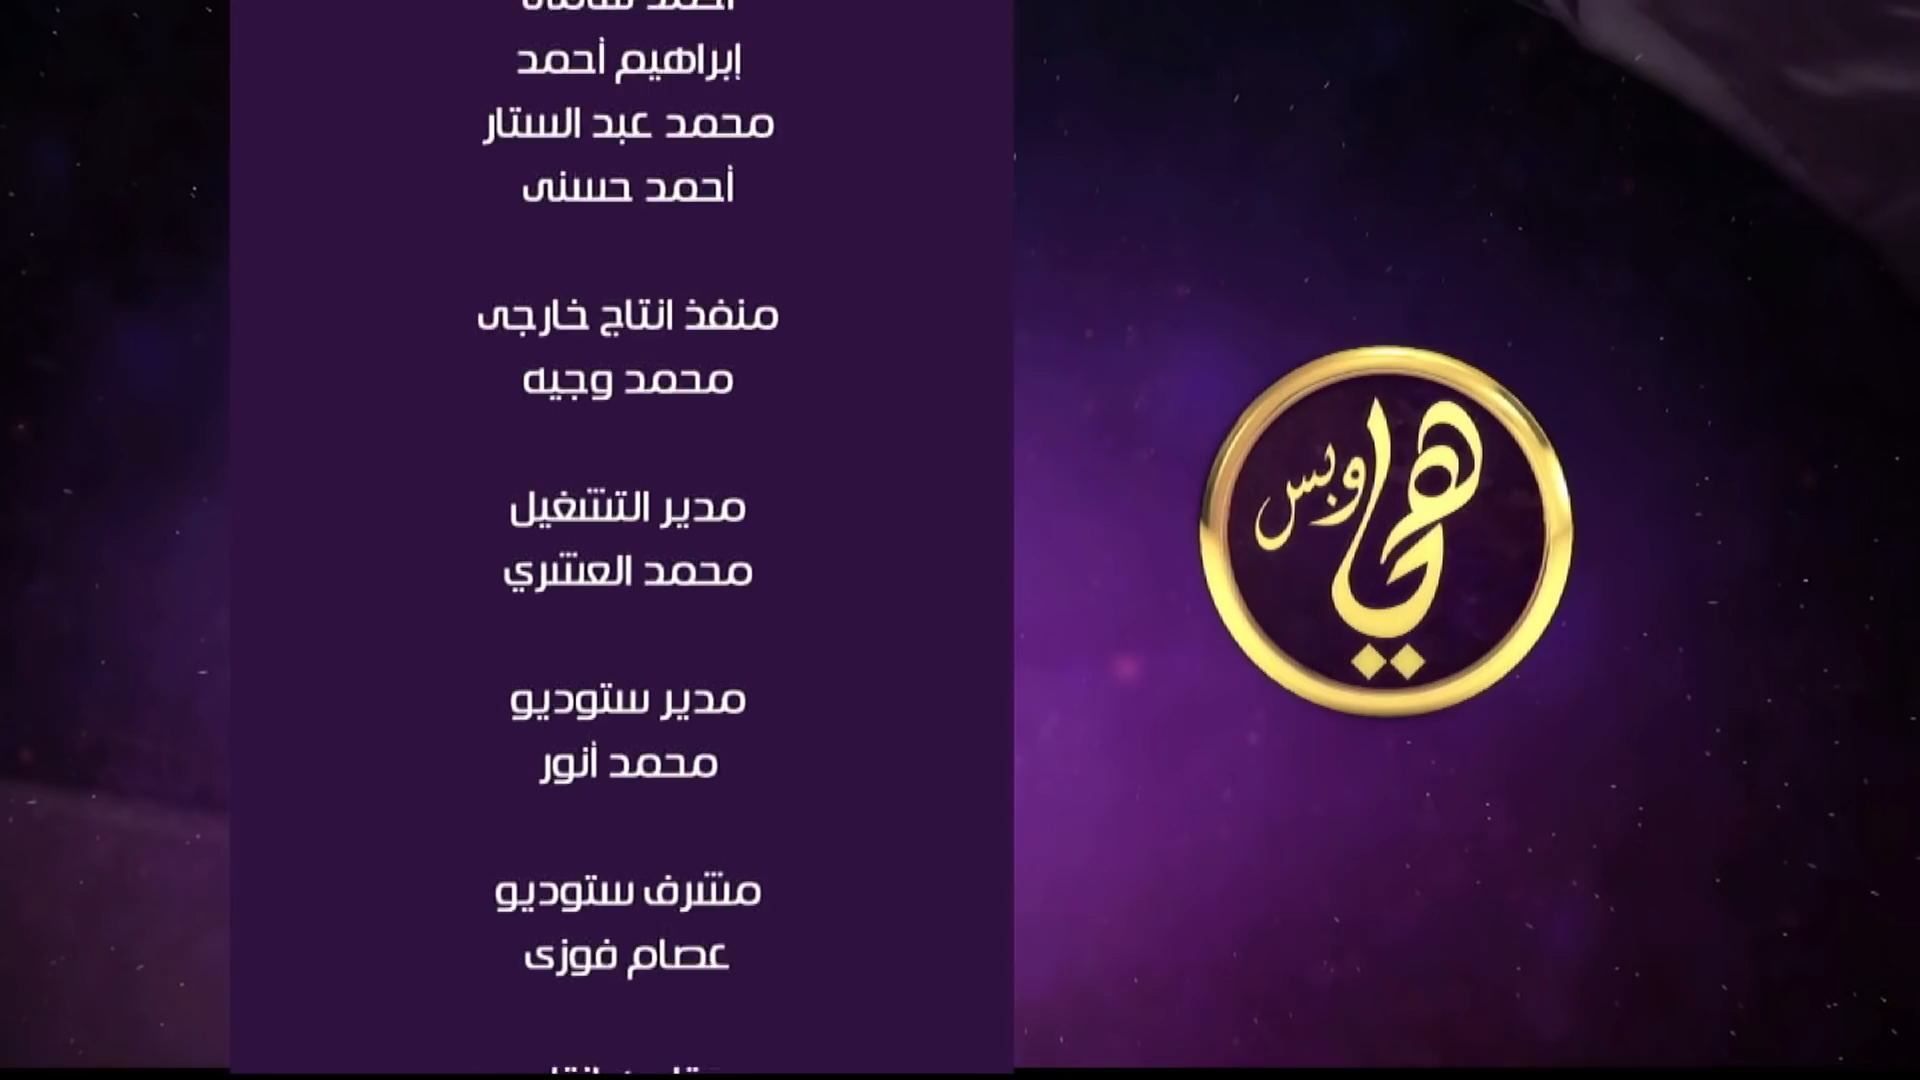 إبراهيم أحمد
محمد عبد الستار
أحمد حسنى
منفذ انتاج خارجى
محمد وجيه
مدير التشغيل
محمد العشري
مدير ستوديو
محمد أنور
مشرف ستوديو
عصام فوزى
هي وبس